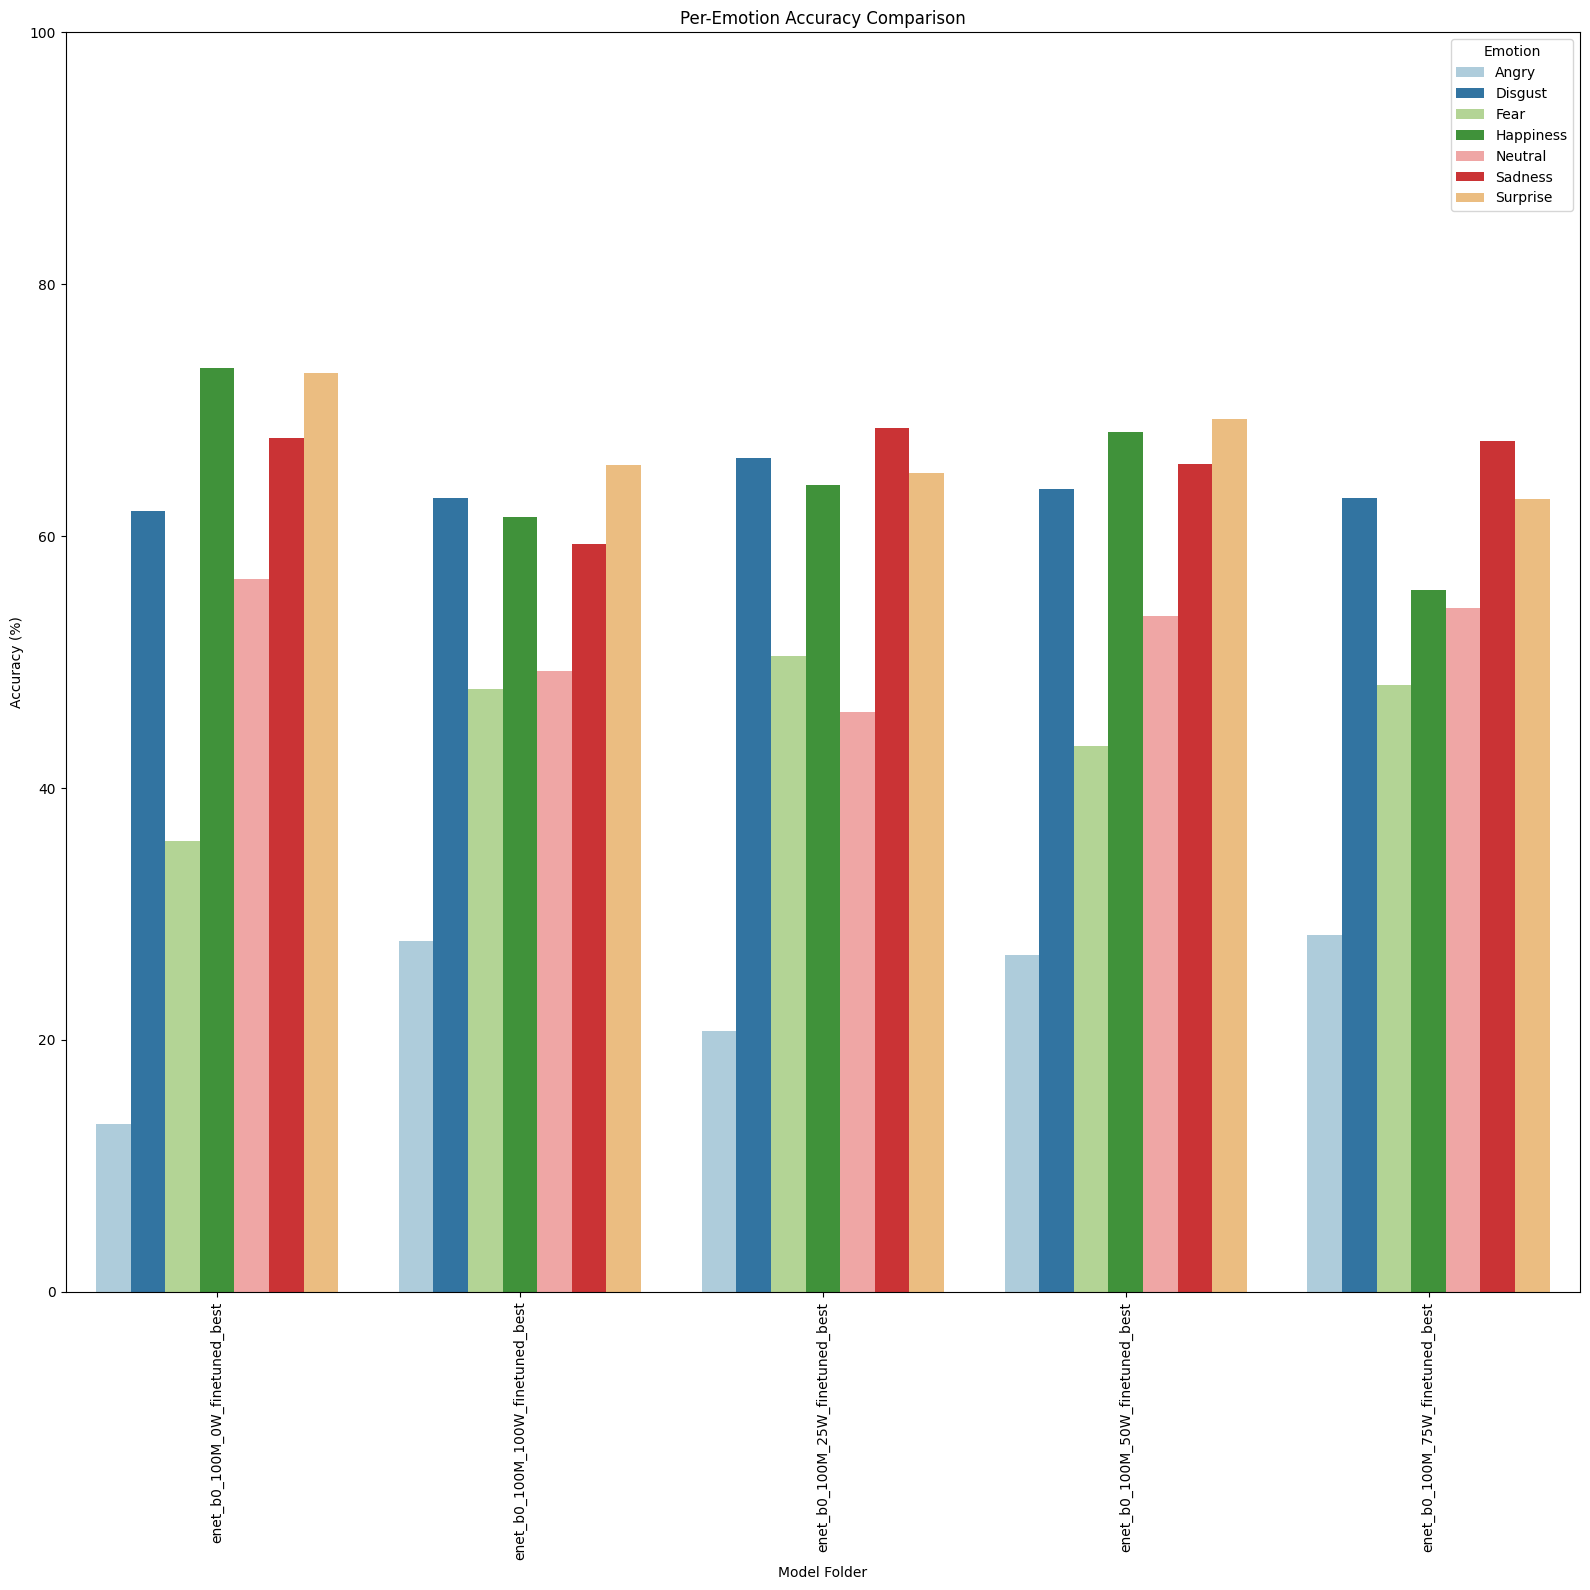 Per-Emotion Accuracy Comparison
Emotion
Angry
Disgust
Fear
Happiness
Neutral
Sadness
Surprise
Accuracy (%)
100
80
60
40
20
0
enet_b0_100M_0W_finetuned_best
enet_b0_100M_100W_finetuned_best
enet_b0_100M_25W_finetuned_best
enet_b0_100M_50W_finetuned_best
enet_b0_100M_75W_finetuned_best
Model Folder